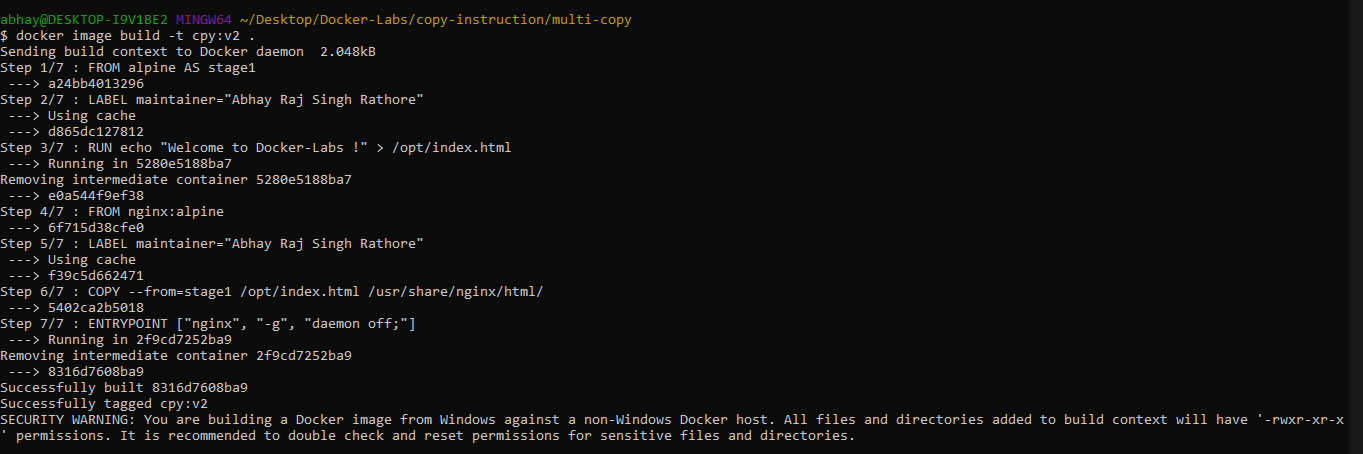 abhay@DESKTOP-I9V1BE2 MINGW64 ~/Desktop/Docker-Labs/copy-instruction/multi-copy
$ docker image build -t cpy:v2 .
Sending build context to Docker daemon  2.048kB
Step 1/7 : FROM alpine AS stage1
 ---> a24bb4013296
Step 2/7 : LABEL maintainer="Abhay Raj Singh Rathore"
 ---> Using cache
 ---> d865dc127812
Step 3/7 : RUN echo "Welcome to Docker-Labs !" > /opt/index.html
 ---> Running in 5280e5188ba7
Removing intermediate container 5280e5188ba7
 ---> e0a544f9ef38
Step 4/7 : FROM nginx:alpine
 ---> 6f715d38cfe0
Step 5/7 : LABEL maintainer="Abhay Raj Singh Rathore"
 ---> Using cache
 ---> f39c5d662471
Step 6/7 : COPY --from=stage1 /opt/index.html /usr/share/nginx/html/
 ---> 5402ca2b5018
Step 7/7 : ENTRYPOINT ["nginx", "-g", "daemon off;"]
 ---> Running in 2f9cd7252ba9
Removing intermediate container 2f9cd7252ba9
 ---> 8316d7608ba9
Successfully built 8316d7608ba9
Successfully tagged cpy:v2
SECURITY WARNING: You are building a Docker image from Windows against a non-Windows Docker host. All files and directories added to build context will have '-rwxr-xr-x
' permissions. It is recommended to double check and reset permissions for sensitive files and directories.